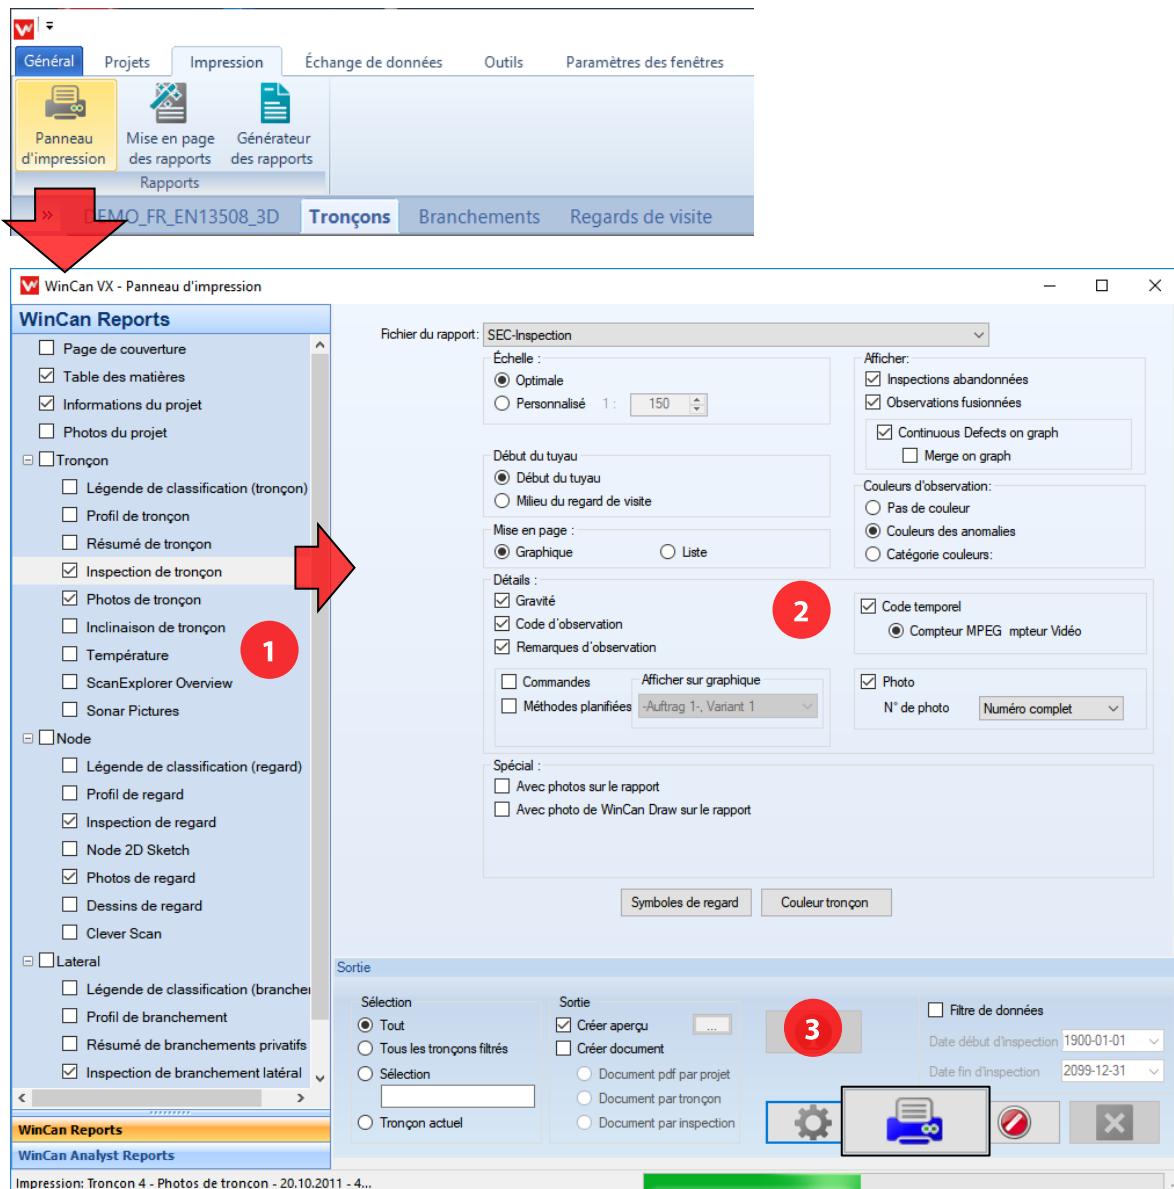 Général Projets Impression Échange de données Outils Paramètres des fenêtres
Panneau d'impression
Mise en page des rapports
Générateur des rapports
Rapports
» DEMO_FR_EN13508_3D Tronçons Branchements Regards de visite
WinCan VX - Panneau d'impression
WinCan Reports
Page de couverture
Table des matières
Informations du projet
Photos du projet
Tronçon
Légende de classification (tronçon)
Profil de tronçon
Résumé de tronçon
Inspection de tronçon
Photos de tronçon
Inclinaison de tronçon
1
Température
ScanExplorer Overview
Sonar Pictures
Node
Légende de classification (regard)
Profil de regard
Inspection de regard
Node 2D Sketch
Photos de regard
Dessins de regard
Clever Scan
Lateral
Légende de classification (branche
Profil de branchement
Résumé de branchements privatifs
Inspection de branchement latéral
WinCan Reports
WinCan Analyst Reports
Impression: Tronçon 4 - Photos de tronçon - 20.10.2011 - 4...
Fichier du rapport: SEC-Inspection
Échelle :
Optimale
Personnalisé 1 : 150
Afficher:
Inspections abandonnées
Observations fusionnées
Continuous Defects on graph
Merge on graph
Début du tuyau
Début du tuyau
Milieu du regard de visite
Couleurs d'observation:
Pas de couleur
Couleurs des anomalies
Catégorie couleurs:
Mise en page :
Graphique Liste
Détails :
Gravité
Code d'observation
Remarques d'observation
2
Code temporel
Compteur MPEG mpteur Vidéo
Commandes
Méthodes planifiées
Afficher sur graphique
-Auftrag 1-, Variant 1
Photo
N° de photo Numéro complet
Spécial :
Avec photos sur le rapport
Avec photo de WinCan Draw sur le rapport
Symboles de regard Couleur tronçon
Sortie
Sélection
Tout
Tous les tronçons filtrés
Sélection
Tronçon actuel
Sortie
Créer aperçu ...
Créer document
Document pdf par projet
Document par tronçon
Document par inspection
3
Filtre de données
Date début d'inspection 1900-01-01
Date fin d'inspection 2099-12-31